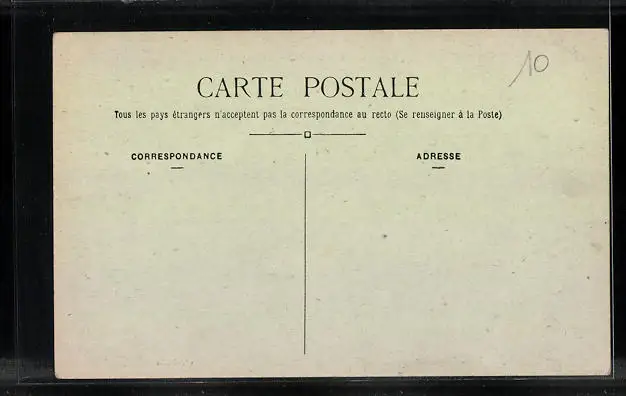 10
CARTE POSTALE
Tous les pays étrangers n'acceptent pas la correspondance au recto (Se renseigner à la Poste)
CORRESPONDANCE
ADRESSE